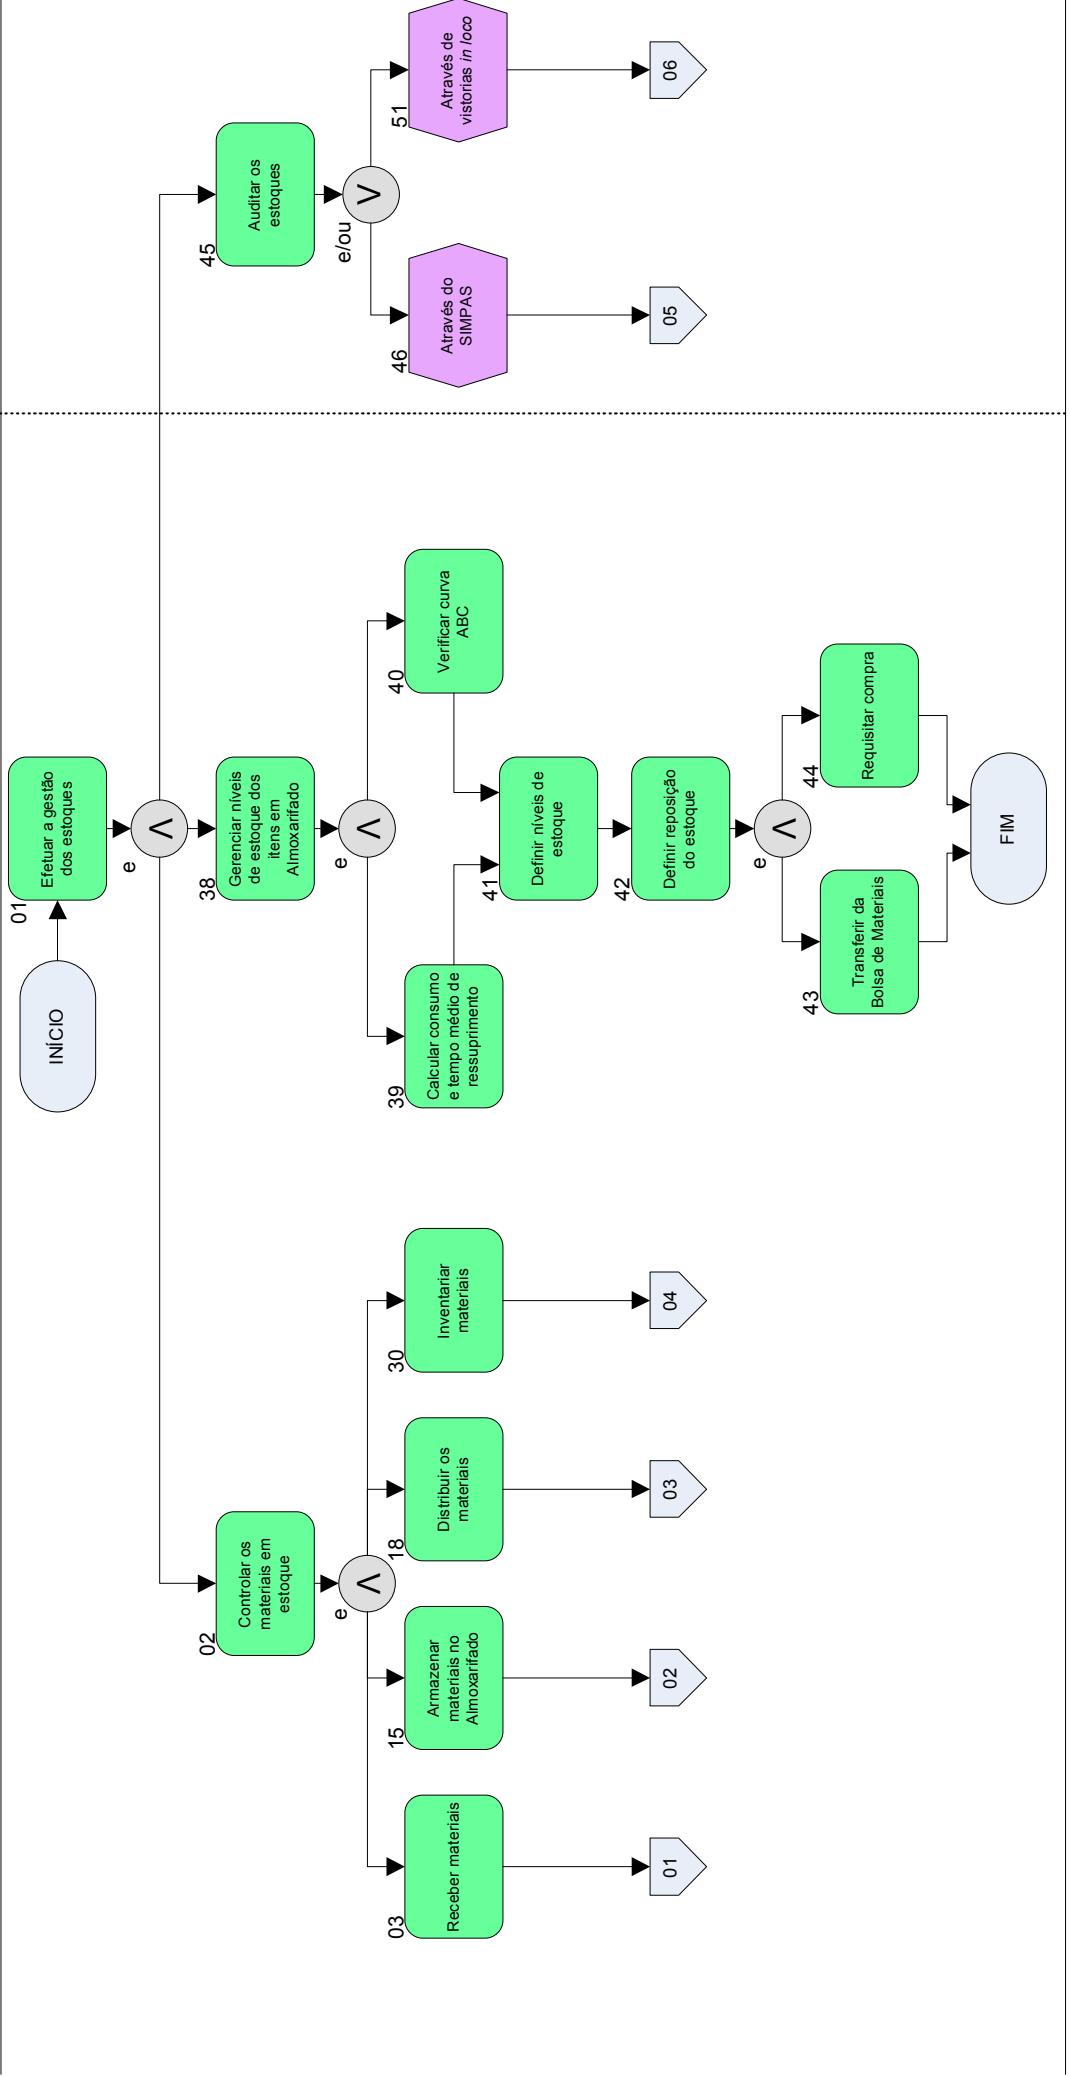 INÍCIO
01
Efetuar a gestão
dos estoques
e
Λ
02
Controlar os
materiais em
estoque
e
Λ
03
Receber materiais
01
15
Armazenar
materiais no
Almoxarifado
02
18
Distribuir os
materiais
03
30
Inventariar
materiais
04
38
Gerenciar níveis
de estoque dos
itens em
Almoxarifado
e
Λ
39
Calcular consumo
e tempo médio de
ressuprimento
40
Verificar curva
ABC
41
Definir níveis de
estoque
42
Definir reposição
do estoque
e
Λ
43
Transferir da
Bolsa de Materiais
44
Requisitar compra
FIM
45
Auditar os
estoques
e/ou
V
46
Através do
SIMPAS
05
51
Através de
vistorias in loco
06